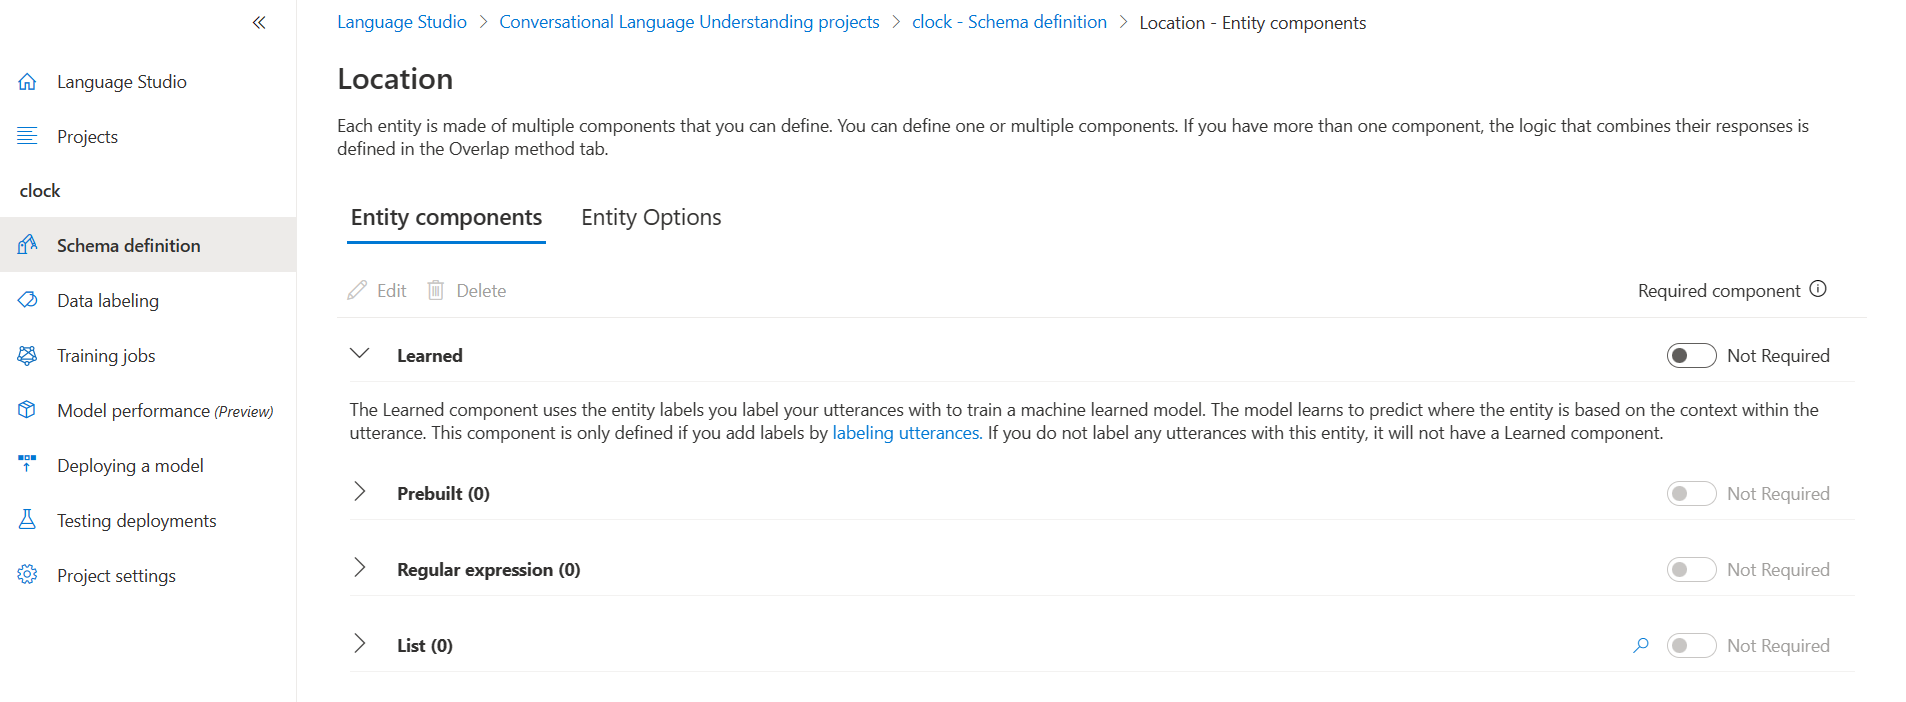 Language Studio
Projects
clock
Schema definition
Data labeling
Training jobs
Model performance (Preview)
Deploying a model
Testing deployments
Project settings
Language Studio > Conversational Language Understanding projects > clock - Schema definition > Location - Entity components
Location
Each entity is made of multiple components that you can define. You can define one or multiple components. If you have more than one component, the logic that combines their responses is
defined in the Overlap method tab.
Entity components Entity Options
Edit Delete Required component
Learned Not Required
The Learned component uses the entity labels you label your utterances with to train a machine learned model. The model learns to predict where the entity is based on the context within the
utterance. This component is only defined if you add labels by labeling utterances. If you do not label any utterances with this entity, it will not have a Learned component.
Prebuilt (0) Not Required
Regular expression (0) Not Required
List (0) Not Required